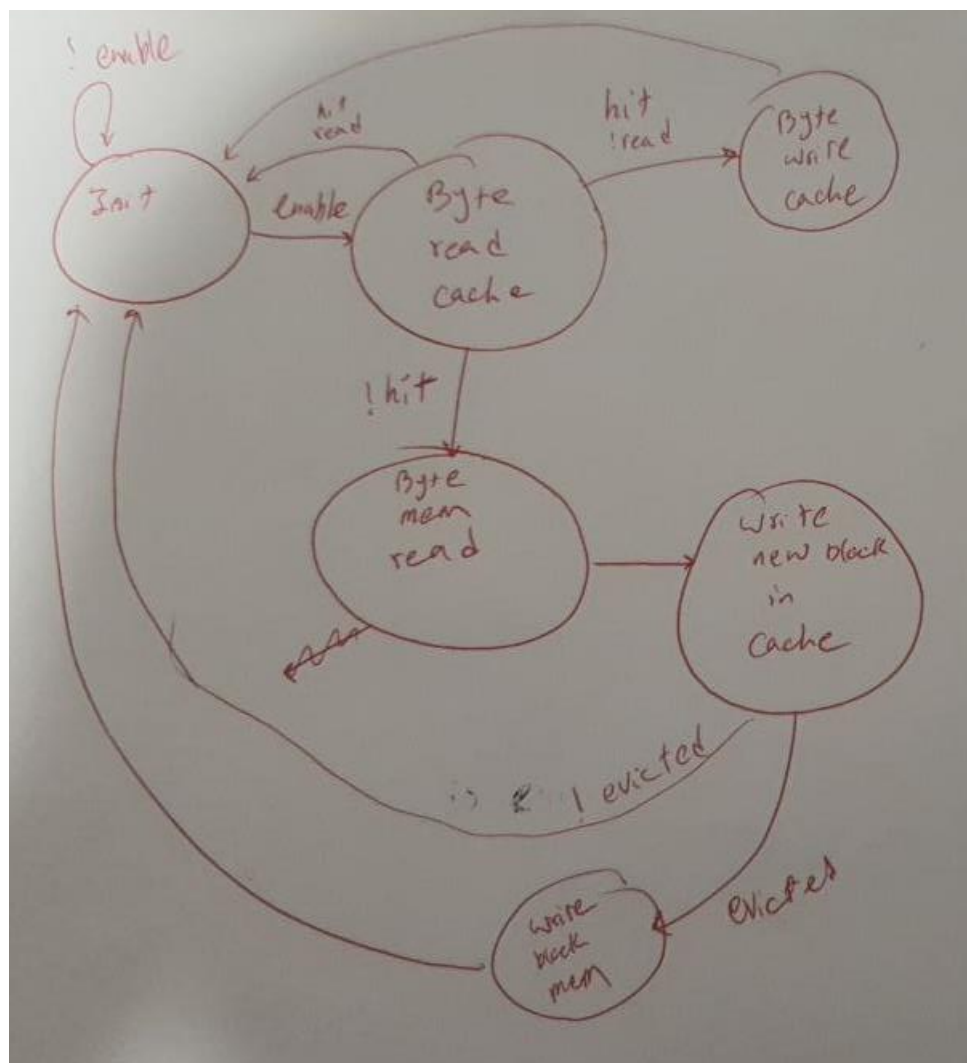 ! enable
Init
enable
hit
read
Byte
read
cache
hit
!read
Byte
write
cache
! hit
Byte
mem
read
write
new block
in
cache
! evicted
evicted
write
block
mem